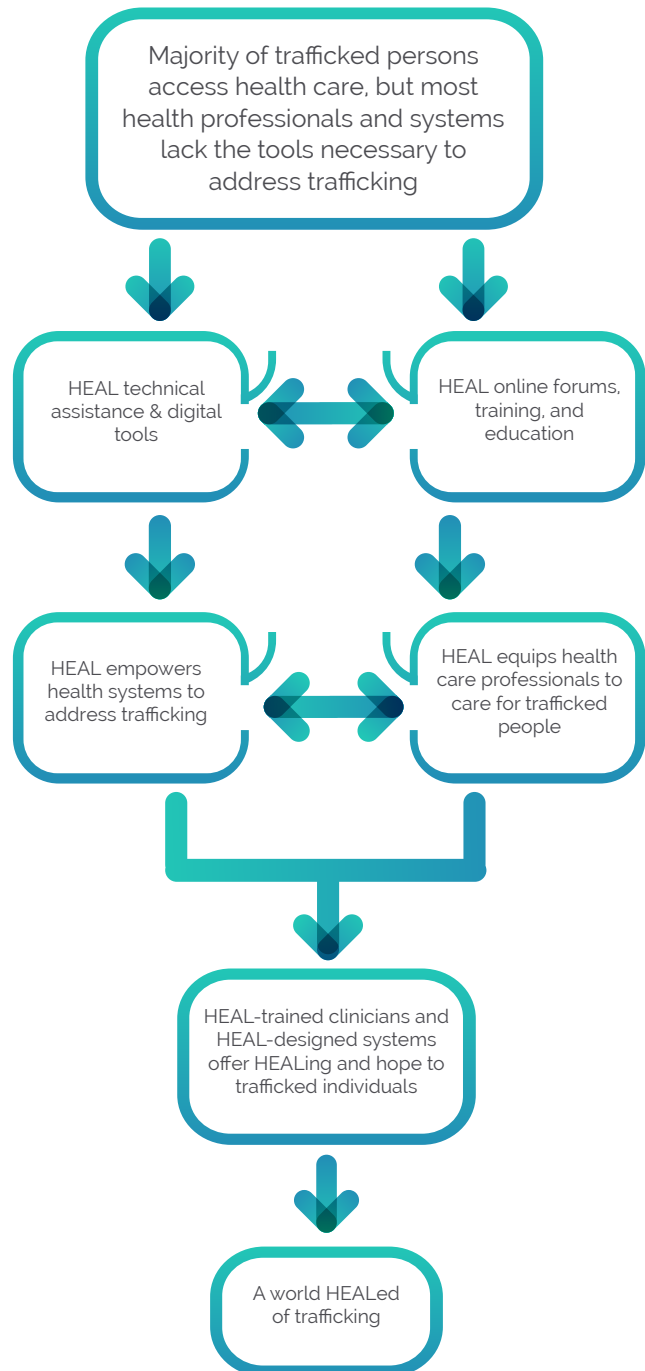 Majority of trafficked persons
access health care, but most
health professionals and systems
lack the tools necessary to
address trafficking
HEAL technical
assistance & digital
tools
HEAL online forums,
training, and
education
HEAL empowers
health systems to
address trafficking
HEAL equips health
care professionals to
care for trafficked
people
HEAL-trained clinicians and
HEAL-designed systems
offer HEALing and hope to
trafficked individuals
A world HEALed
of trafficking